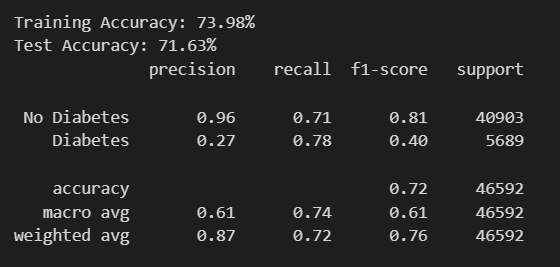 Training Accuracy: 73.98%
Test Accuracy: 71.63%
precision recall f1-score support
No Diabetes 0.96 0.71 0.81 40903
Diabetes 0.27 0.78 0.40 5689
accuracy 0.72 46592
macro avg 0.61 0.74 0.61 46592
weighted avg 0.87 0.72 0.76 46592